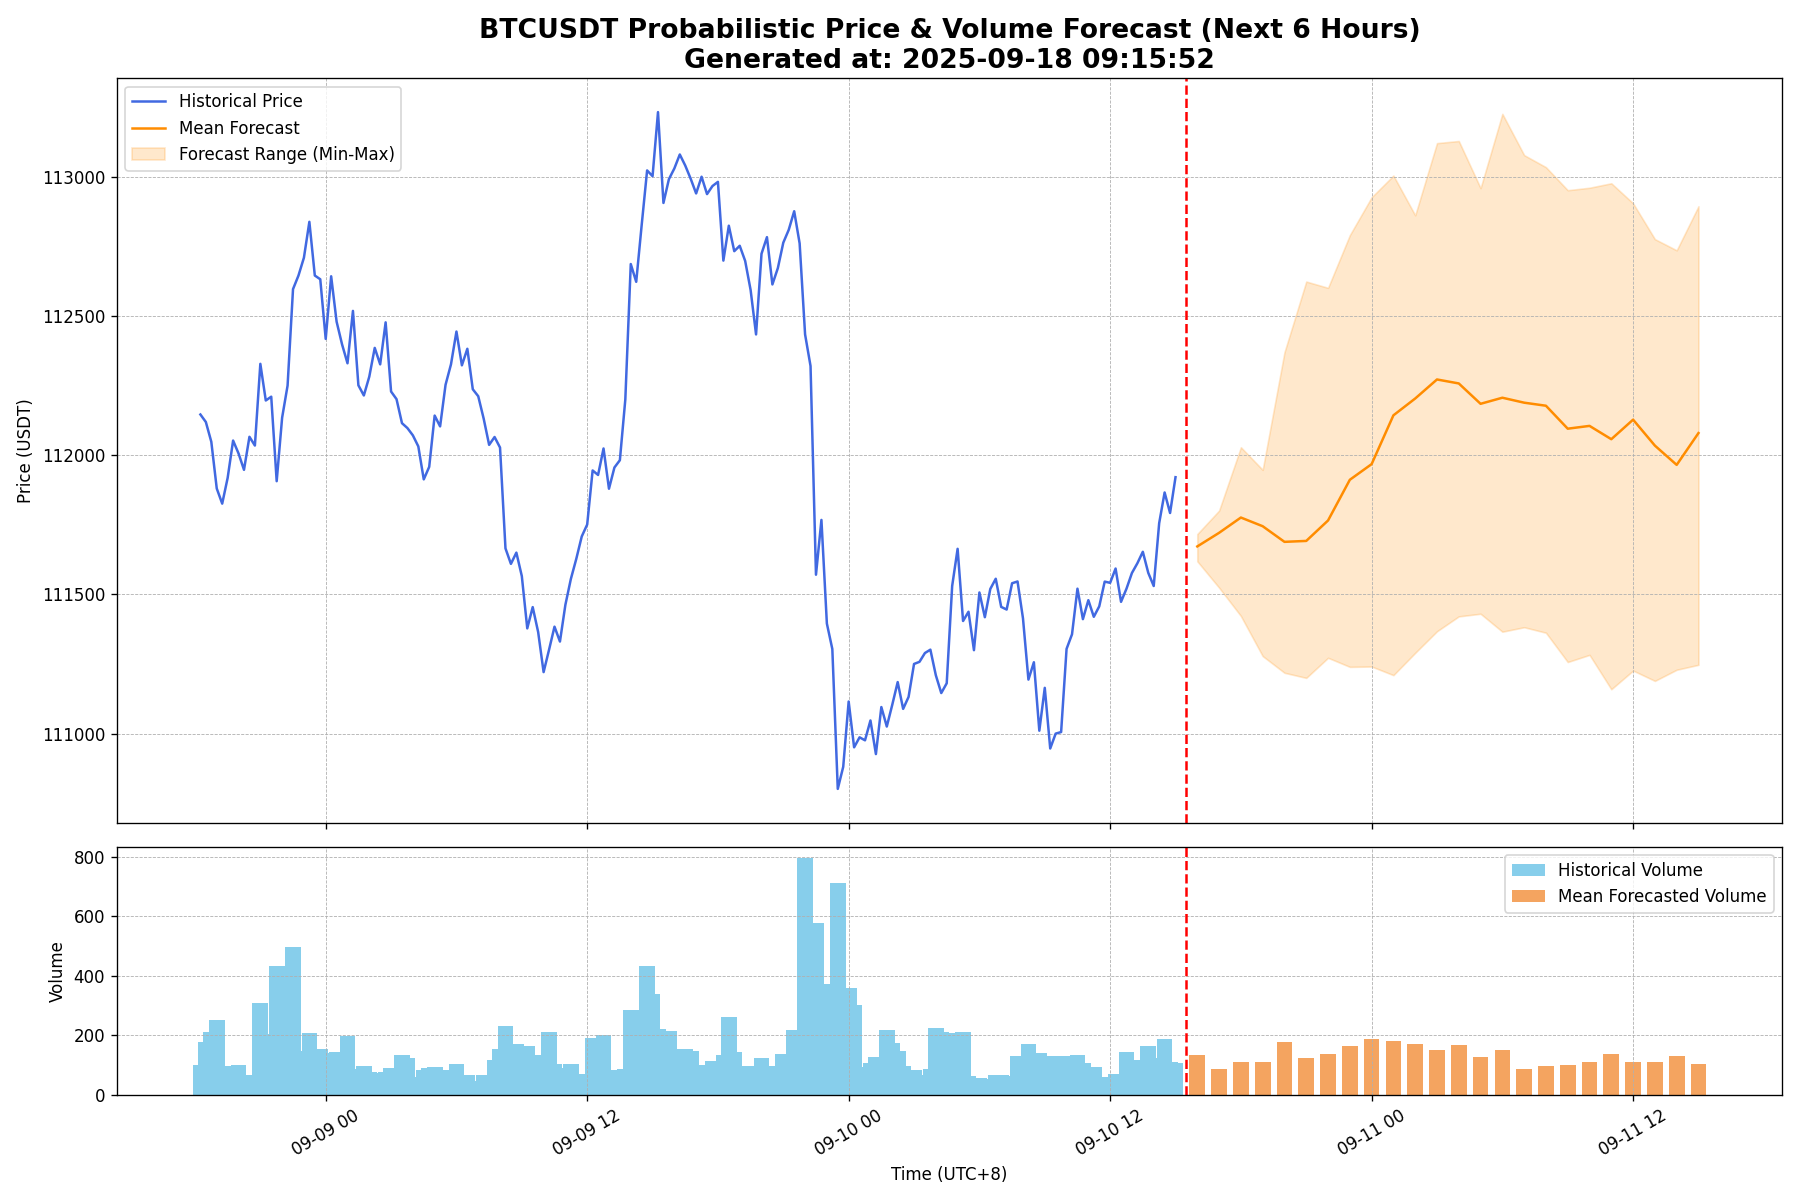 BTCUSDT Probabilistic Price & Volume Forecast (Next 6 Hours)
Generated at: 2025-09-18 09:15:52
Historical Price
Mean Forecast
Forecast Range (Min-Max)
Price (USDT)
113000
112500
112000
111500
111000
Historical Volume
Mean Forecasted Volume
Volume
800
600
400
200
0
09-09 00
09-09 12
09-10 00
09-10 12
09-11 00
09-11 12
Time (UTC+8)